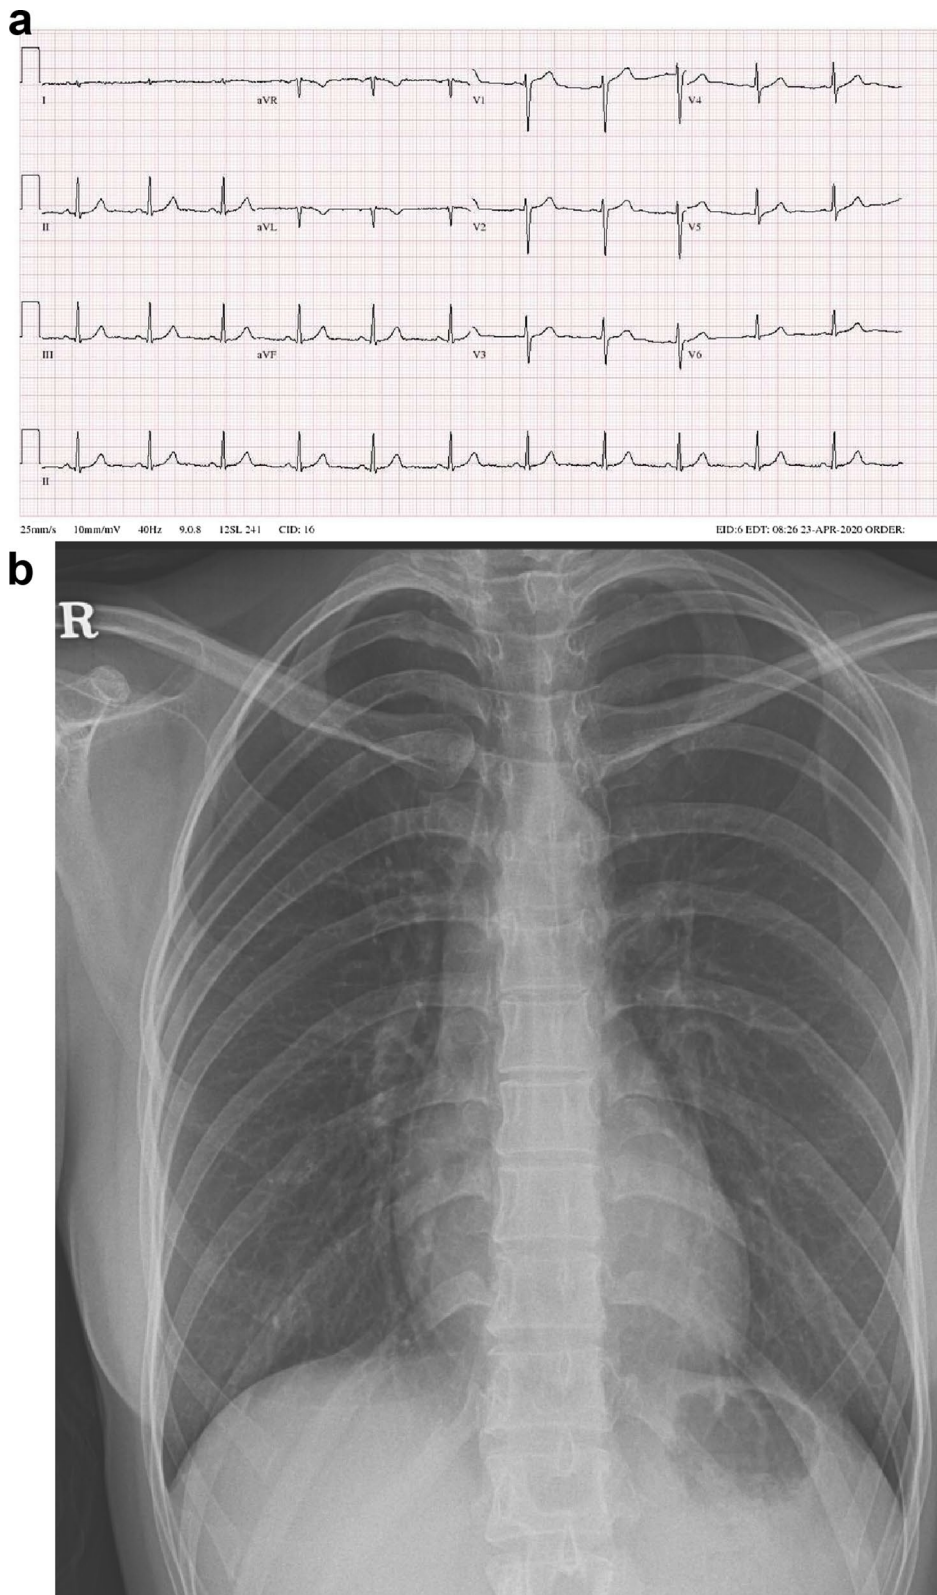 a
I aVR V1 V4
II aVL V2 V5
III aVF V3 V6
II
25mm/s 10mm/mV 40Hz 9.0.8 12SL 241 CID: 16 EID:6 EDT: 08:26 23-APR-2020 ORDER:
b
R